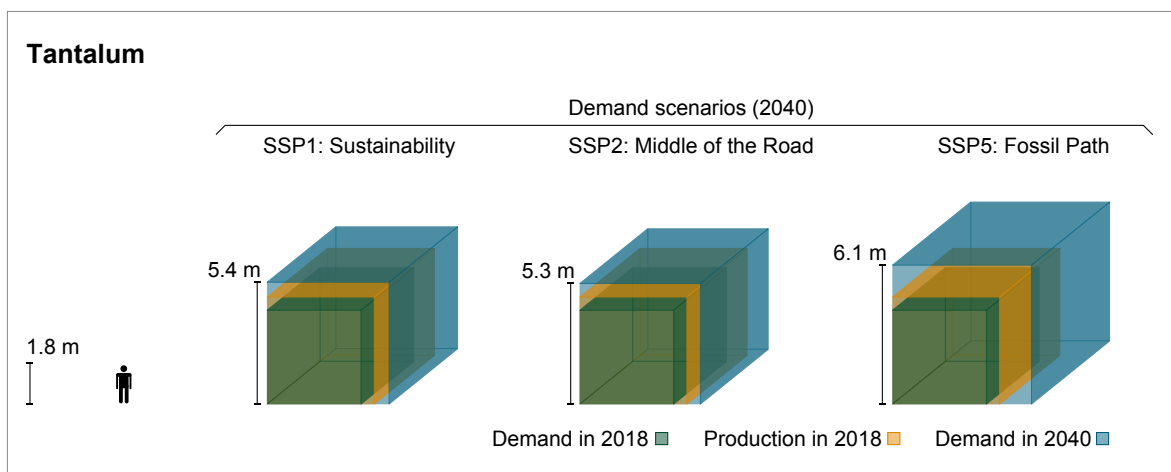 Tantalum
Demand scenarios (2040)
SSP1: Sustainability
SSP2: Middle of the Road
SSP5: Fossil Path
5.4 m
5.3 m
6.1 m
1.8 m
Demand in 2018
Production in 2018
Demand in 2040